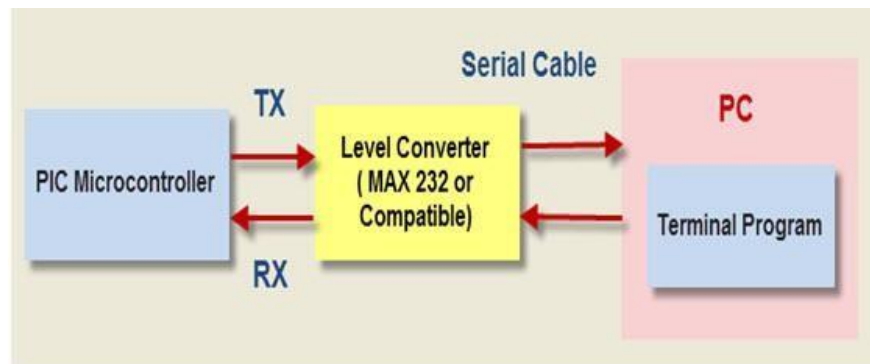 Serial Cable
PC
TX
PIC Microcontroller
Level Converter
( MAX 232 or
Compatible)
Terminal Program
RX